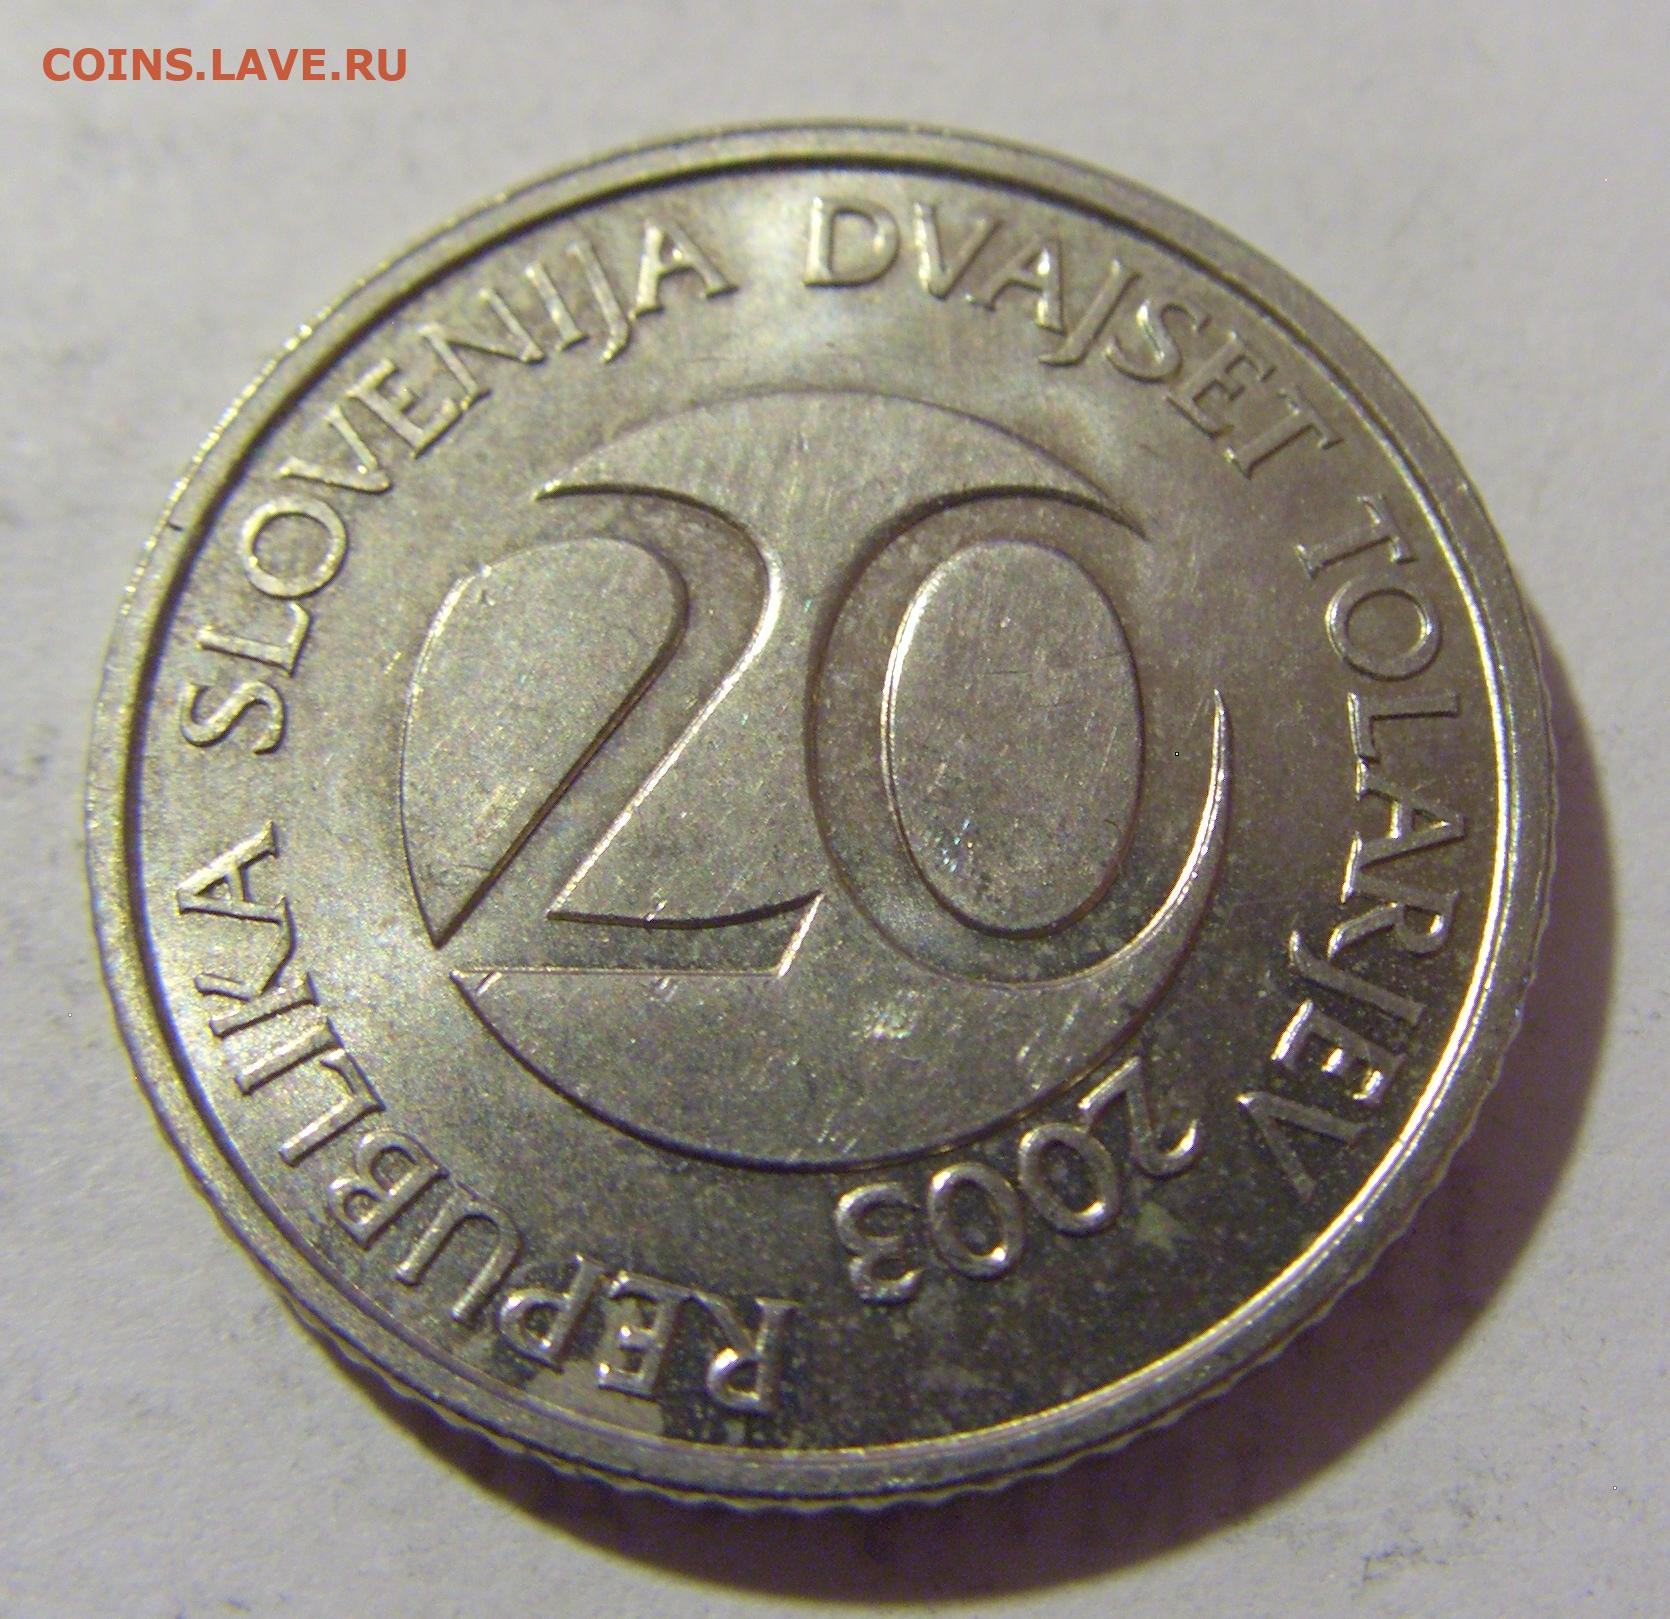 COINS.LAVE.RU
REPUBLIKA SLOVENIJA DVAJSET TOLARJEV
20
2003